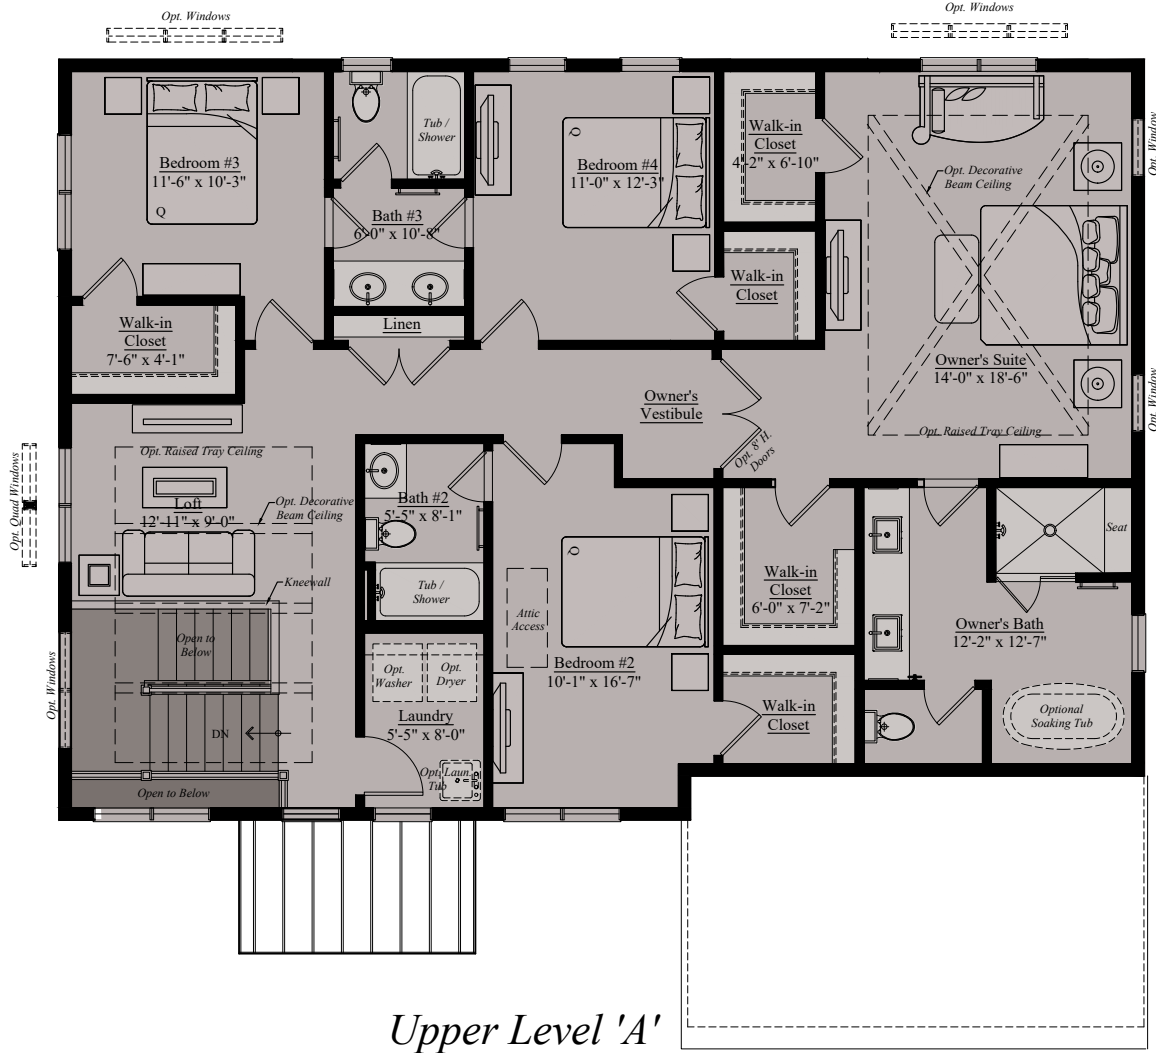 Opt. Windows
Opt. Windows
Opt. Window
Tub /
Shower
Walk-in
Closet
4'-2" x 6'-10"
Bedroom #3
11'-6" x 10'-3"
Bedroom #4
11'-0" x 12'-3"
Opt. Decorative
Beam Ceiling
Q
Q
Bath #3
6'-0" x 10'-8"
Walk-in
Closet
Linen
Walk-in
Closet
7'-6" x 4'-1"
Owner's Suite
14'-0" x 18'-6"
Opt. Window
Owner's
Vestibule
Opt. 8' H.
Doors
Opt. Raised Tray Ceiling
Opt. Raised Tray Ceiling
Opt. Quad Windows
Loft
12'-11" x 9'-0"
Opt. Decorative
Beam Ceiling
Bath #2
5'-5" x 8'-1"
Q
Seat
Kneewall
Tub /
Shower
Attic
Access
Walk-in
Closet
6'-0" x 7'-2"
Owner's Bath
12'-2" x 12'-7"
Open to
Below
Opt. Windows
Opt.
Washer
Opt.
Dryer
Bedroom #2
10'-1" x 16'-7"
Laundry
5'-5" x 8'-0"
Walk-in
Closet
Optional
Soaking Tub
DN
Opt. Laun.
Tub
Open to Below
Upper Level 'A'